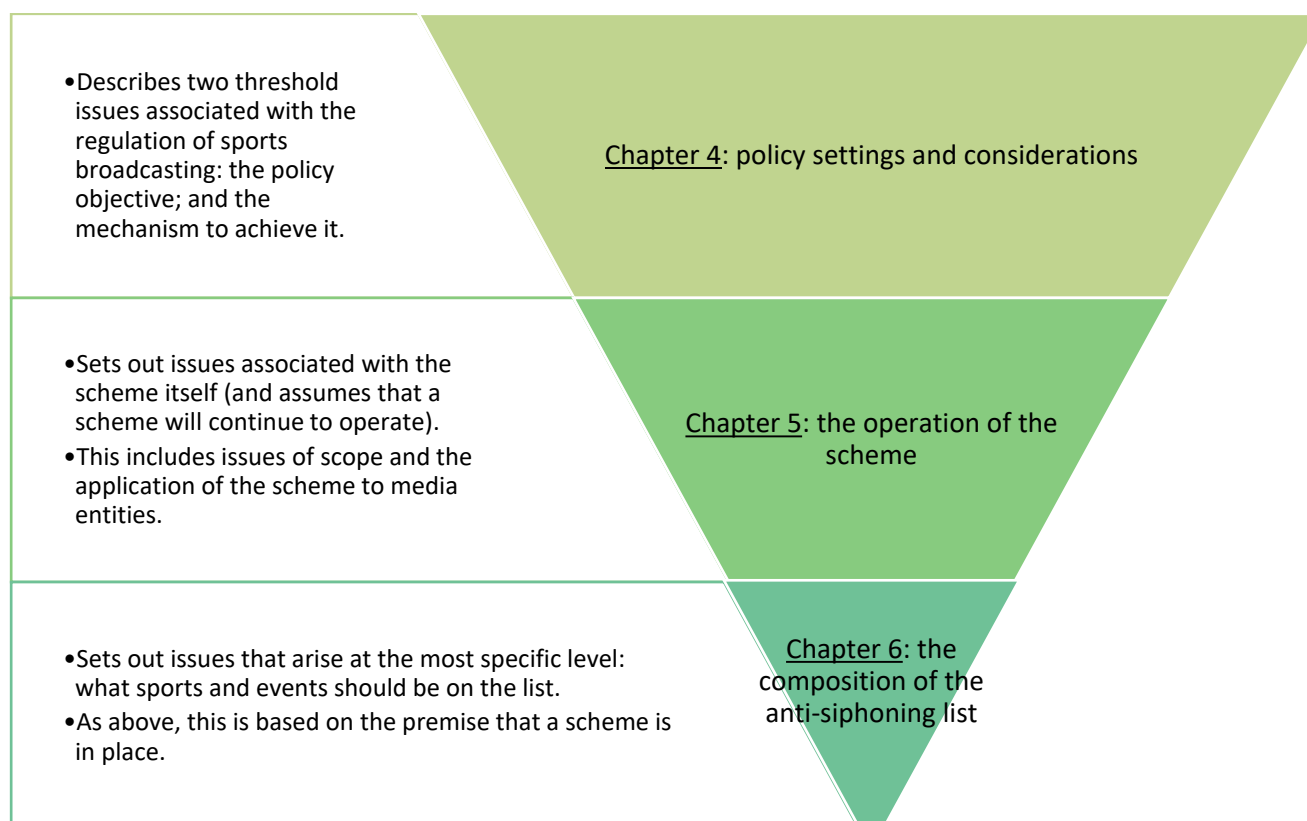 •Describes two threshold
issues associated with the
regulation of sports
broadcasting: the policy
objective; and the
mechanism to achieve it.
Chapter 4: policy settings and considerations
•Sets out issues associated with the
scheme itself (and assumes that a
scheme will continue to operate).
•This includes issues of scope and the
application of the scheme to media
entities.
Chapter 5: the operation of the
scheme
•Sets out issues that arise at the most specific level:
what sports and events should be on the list.
•As above, this is based on the premise that a scheme is
in place.
Chapter 6: the
composition of the
anti-siphoning list